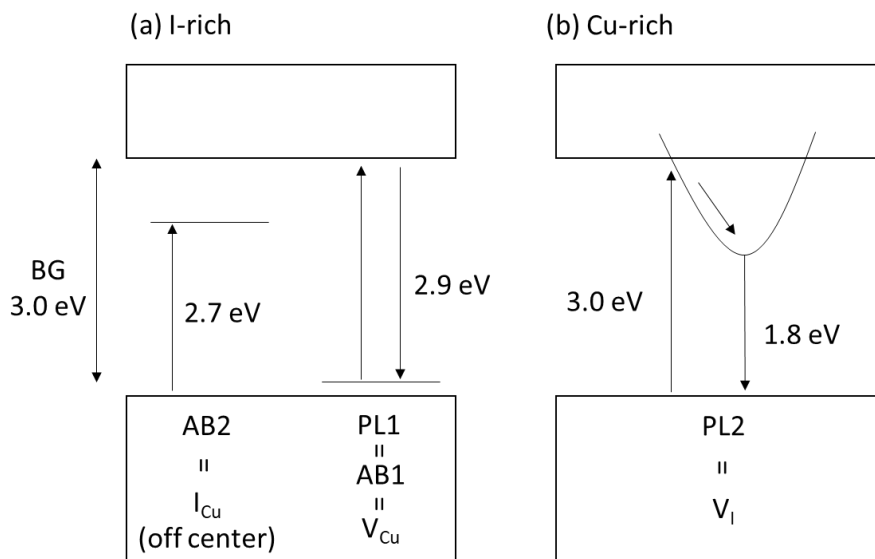 (a) I-rich
(b) Cu-rich
BG
3.0 eV
2.7 eV
2.9 eV
3.0 eV
1.8 eV
AB2
=
I_Cu
(off center)
PL1
=
AB1
=
V_Cu
PL2
=
V_I